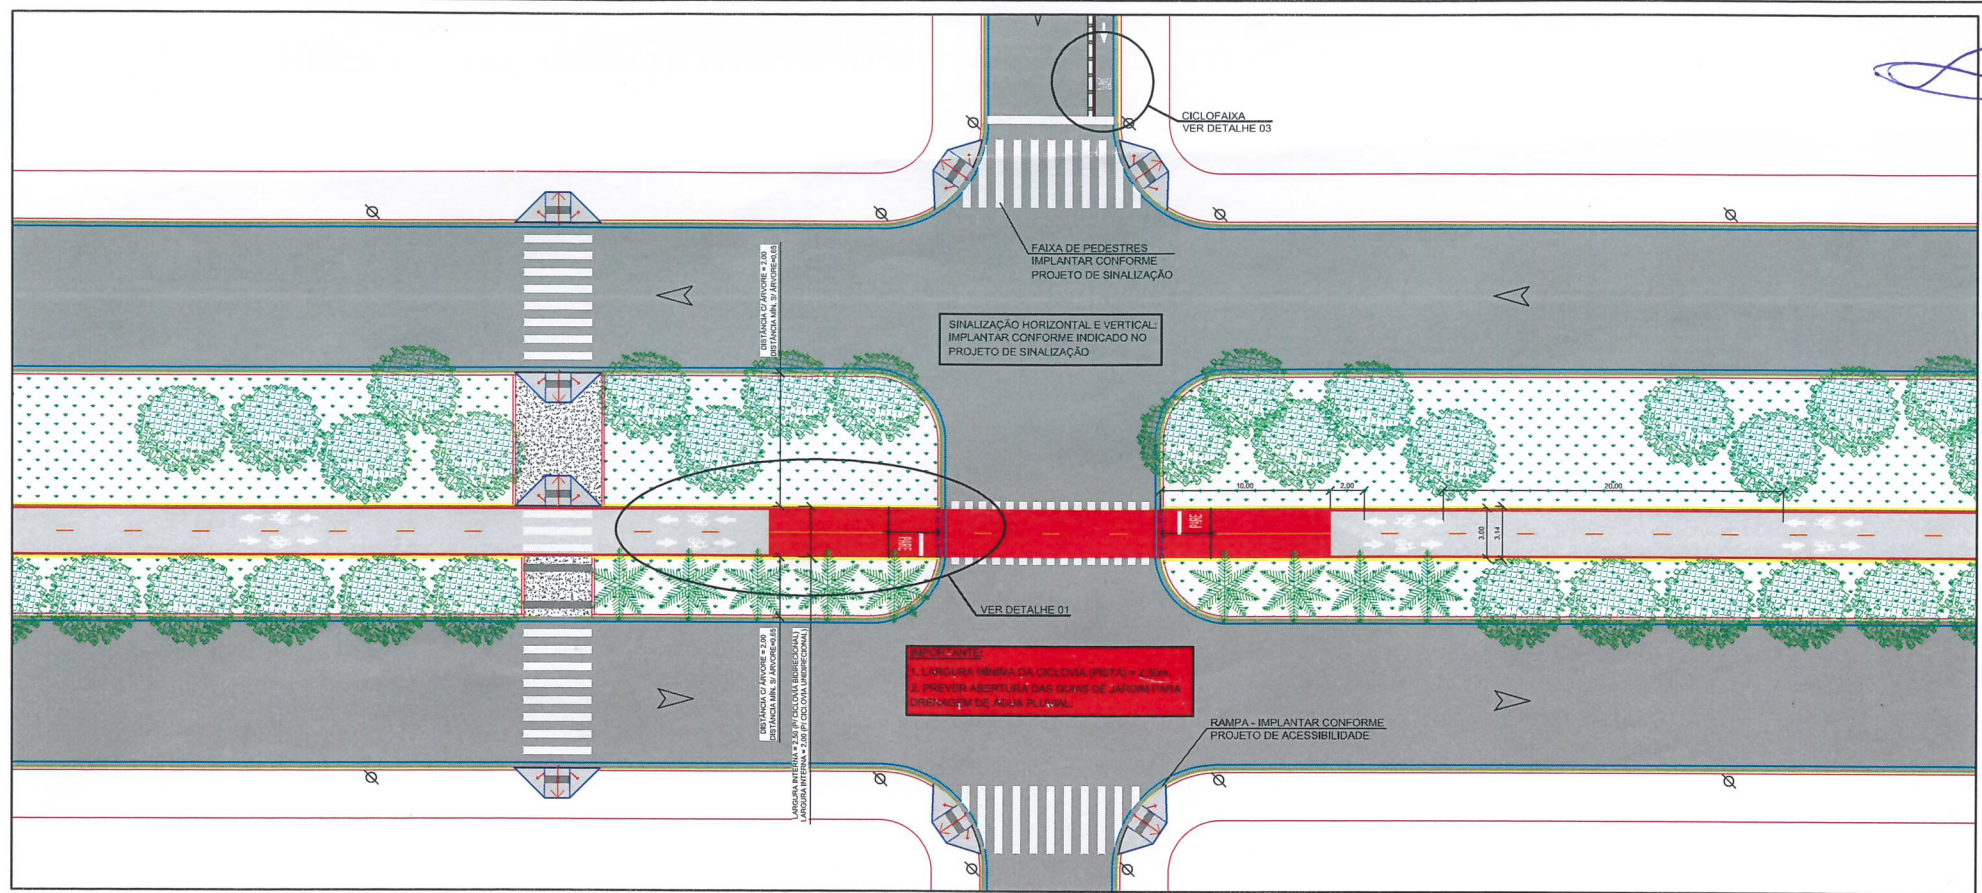 CICLOFAIXA
VER DETALHE 03
FAIXA DE PEDESTRES
IMPLANTAR CONFORME
PROJETO DE SINALIZAÇÃO
DISTÂNCIA C/ ÁRVORE = 2,00
DISTÂNCIA MÍN. S/ ÁRVORE=0,65
SINALIZAÇÃO HORIZONTAL E VERTICAL:
IMPLANTAR CONFORME INDICADO NO
PROJETO DE SINALIZAÇÃO
10,00
2,00
20,00
PARE
PARE
3,00
3,14
VER DETALHE 01
DISTÂNCIA C/ ÁRVORE = 2,00
DISTÂNCIA MÍN. S/ ÁRVORE=0,65
LARGURA INTERNA = 2,50 (P/ CICLOVIA BIDIRECIONAL)
LARGURA INTERNA = 2,00 (P/ CICLOVIA UNIDIRECIONAL)
IMPORTANTE:
1. LARGURA MÍNIMA DA CICLOVIA (PISTA) = 2,50m
2. PREVER ABERTURA DAS GUIAS DE JARDIM PARA
DRENAGEM DE ÁGUA PLUVIAL
RAMPA - IMPLANTAR CONFORME
PROJETO DE ACESSIBILIDADE